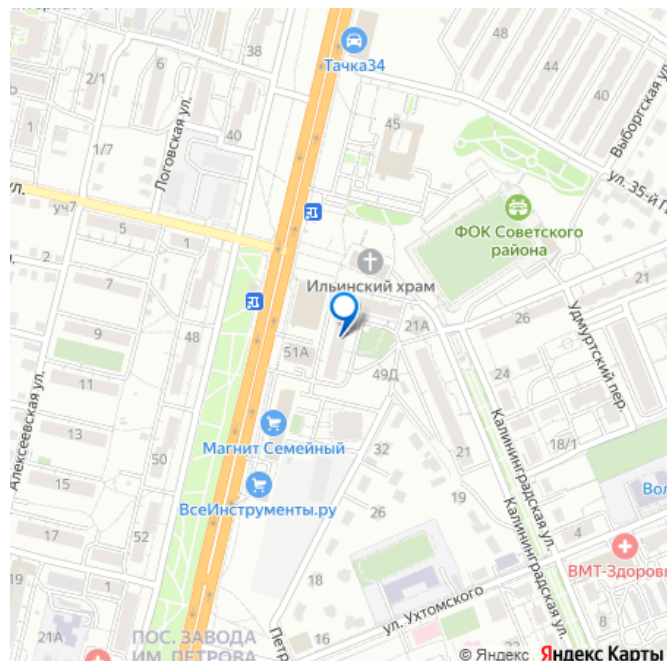 6
38
Тачка34
48
44
40
2/1
1
1/7
Логовская ул.
40
45
Выборгская ул.
ул. 35-й Г
ул.
уч7
ФОК Советского
района
5
1
2
7
Ильинский храм
21
26
21А
Удмуртский пер.
9
48
51А
24
Алексеевская ул.
11
49Д
Калининградская ул.
13
Магнит Семейный
32
18/1
50
21
15
ВсеИнструменты.ру
19
Вол
26
Калининградская ул.
17
52
4
ВМТ-Здоровь
19
18
ул. Ухтомского
21А
1
ПОС. ЗАВОДА
ИМ. ПЕТРОВА
Петр
16
© Яндекс Яндекс Карты